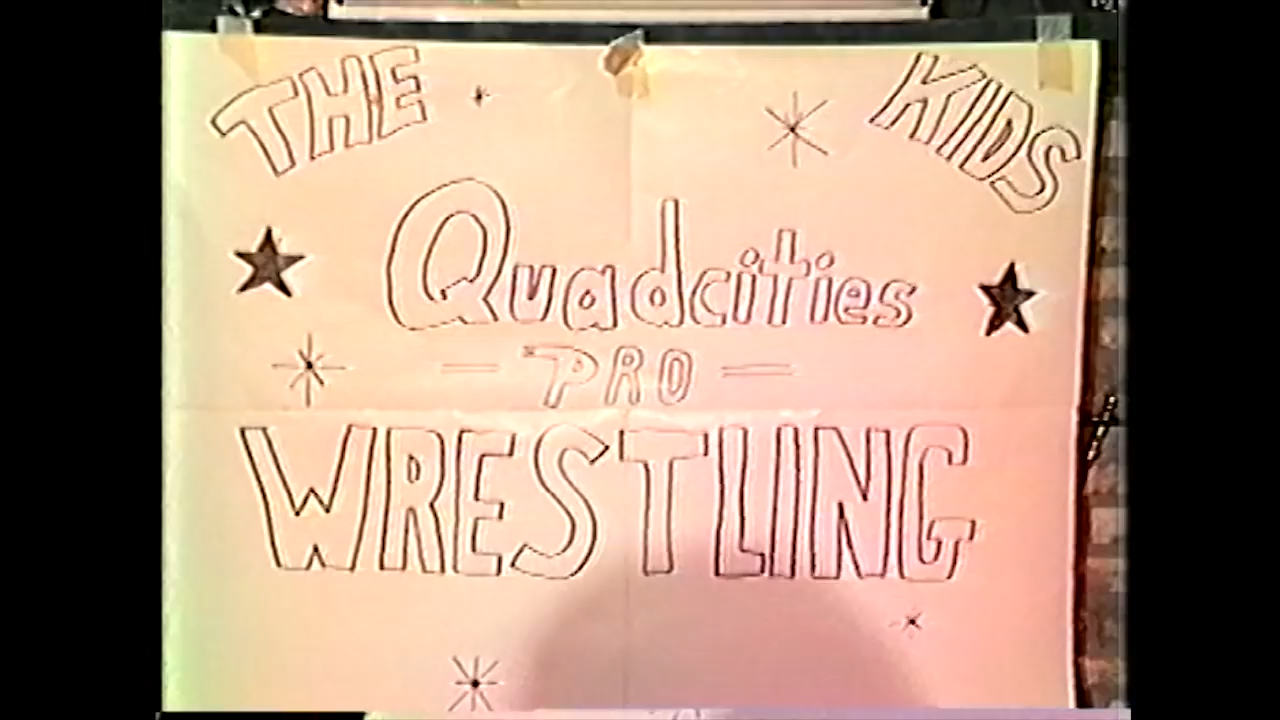 THE KIDS
Quadcities
- PRO -
WRESTLING